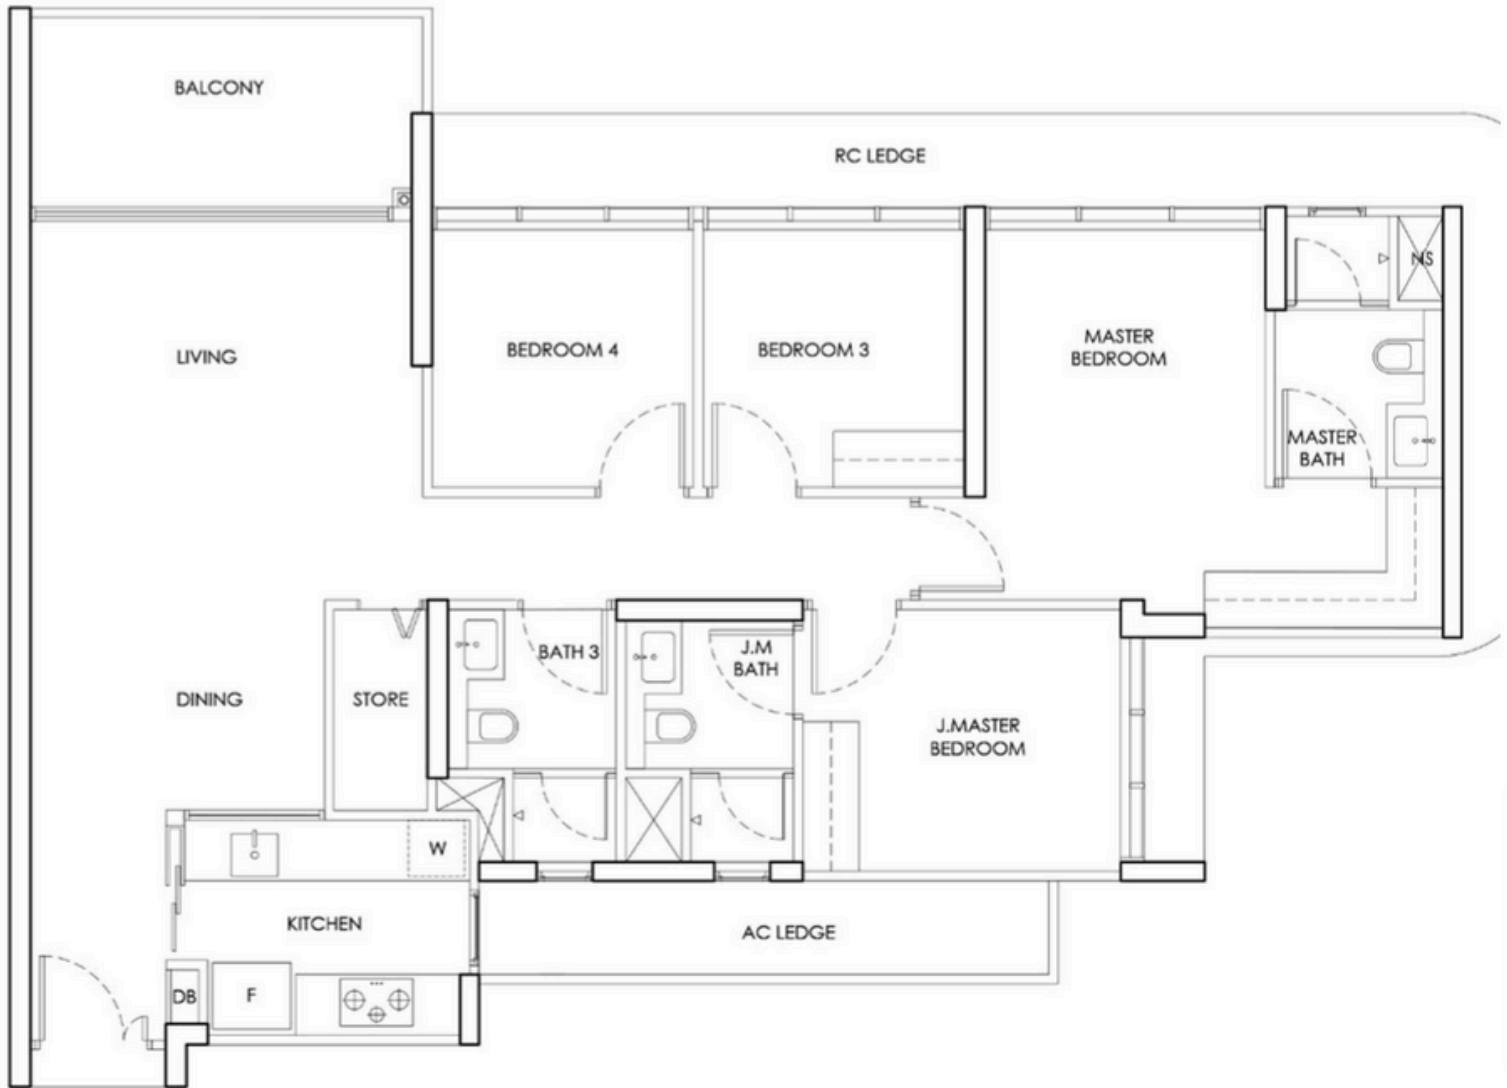 BALCONY
RC LEDGE
NS
LIVING
BEDROOM 4
BEDROOM 3
MASTER
BEDROOM
MASTER
BATH
BATH 3
J.M
BATH
DINING
STORE
J.MASTER
BEDROOM
W
KITCHEN
AC LEDGE
DB
F